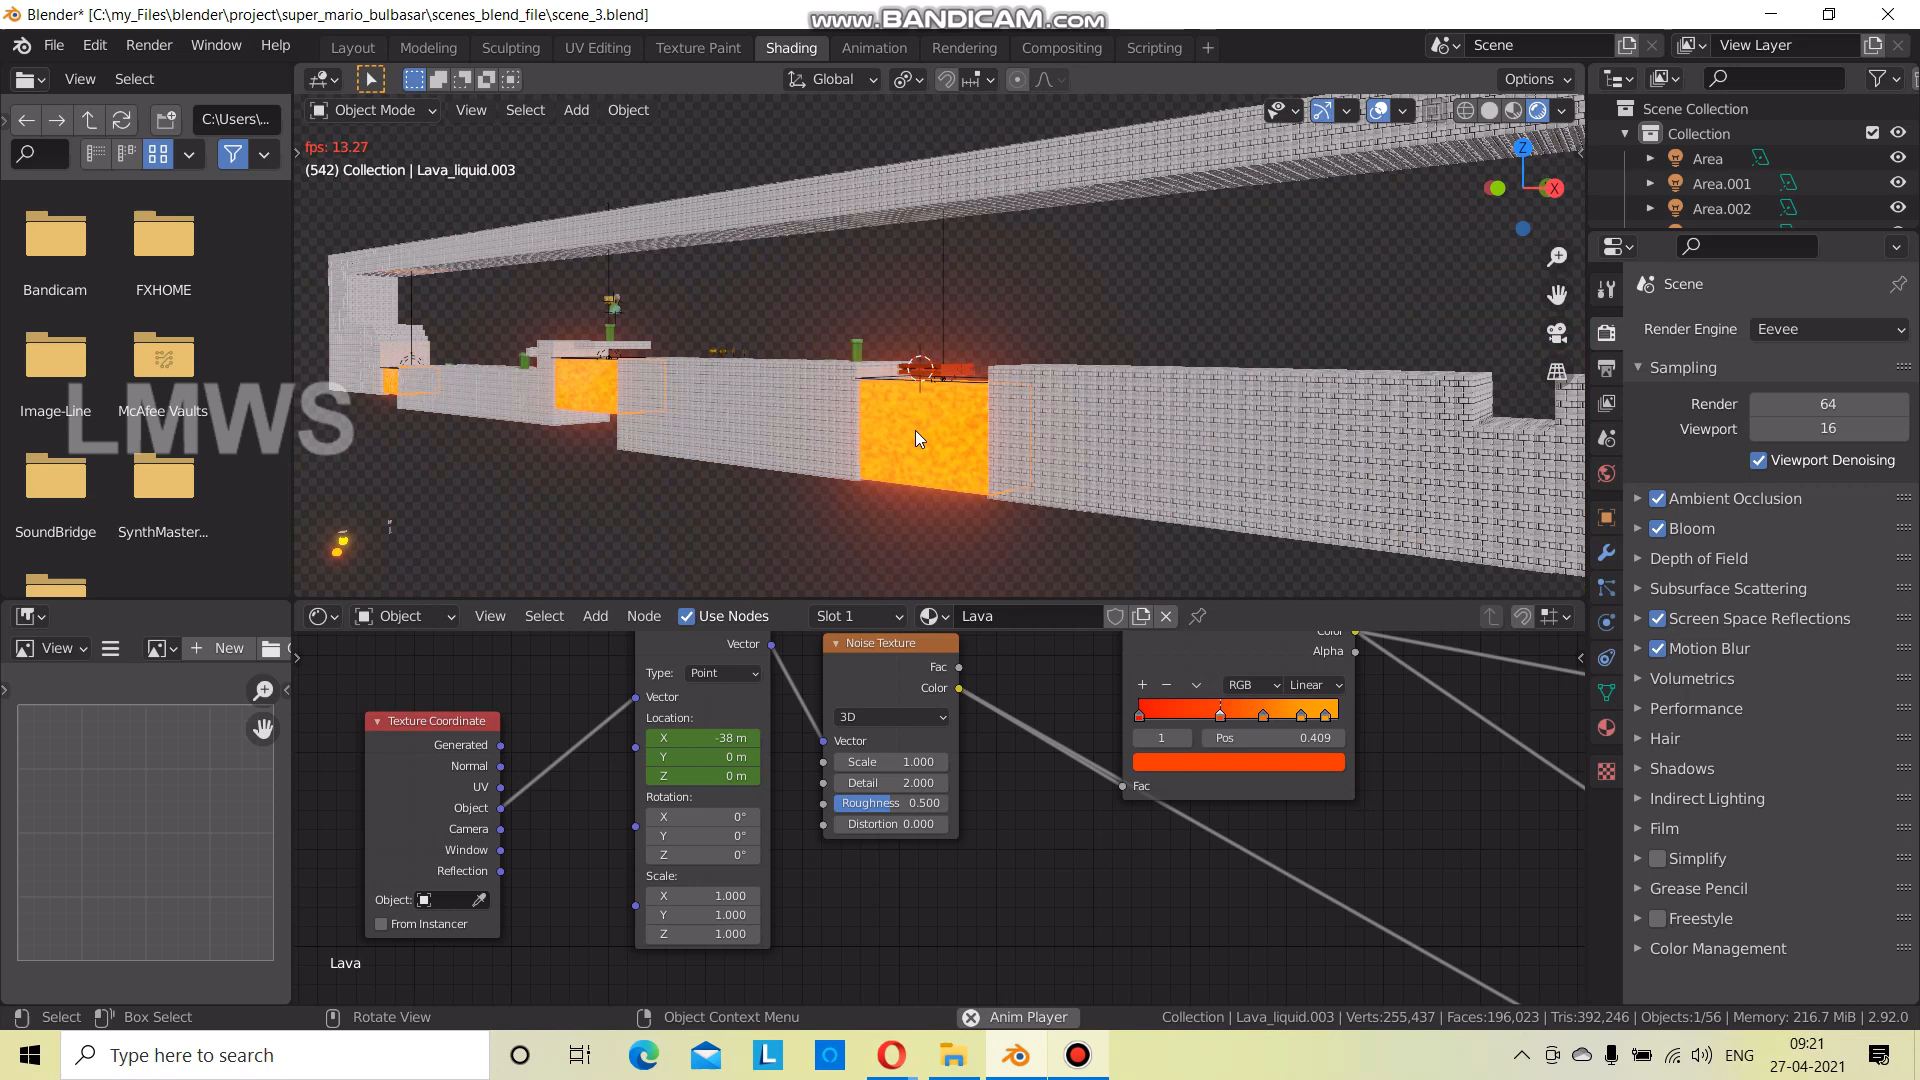 Blender* [C:\my_Files\blender\project\super_mario_bulbasar\scenes_blend_file\scene_3.blend]
www.BANDICAM.com
File Edit Render Window Help
Layout Modeling Sculpting UV Editing Texture Paint Shading Animation Rendering Compositing Scripting
Scene View Layer
View Select
Global
Options
C:\Users\...
Object Mode View Select Add Object
fps: 13.27
(542) Collection | Lava_liquid.003
Z
X
Scene Collection
Collection
Area
Area.001
Area.002
Bandicam FXHOME
Image-Line McAfee Vaults
SoundBridge SynthMaster...
LMWS
Scene
Render Engine Eevee
Sampling
Render 64
Viewport 16
Viewport Denoising
Ambient Occlusion
Bloom
Depth of Field
Subsurface Scattering
Screen Space Reflections
Motion Blur
Volumetrics
Performance
Hair
Shadows
Indirect Lighting
Film
Simplify
Grease Pencil
Freestyle
Color Management
View New
Object View Select Add Node Use Nodes Slot 1 Lava
Texture Coordinate
Generated
Normal
UV
Object
Camera
Window
Reflection
Object:
From Instancer
Vector
Type: Point
Vector
Location:
X -38 m
Y 0 m
Z 0 m
Rotation:
X 0°
Y 0°
Z 0°
Scale:
X 1.000
Y 1.000
Z 1.000
Noise Texture
Fac
Color
3D
Vector
Scale 1.000
Detail 2.000
Roughness 0.500
Distortion 0.000
Color
Alpha
RGB Linear
1 Pos 0.409
Fac
Lava
Select Box Select Rotate View Object Context Menu Anim Player
Collection | Lava_liquid.003 | Verts:255,437 | Faces:196,023 | Tris:392,246 | Objects:1/56 | Memory: 216.7 MiB | 2.92.0
Type here to search
L
ENG
09:21
27-04-2021